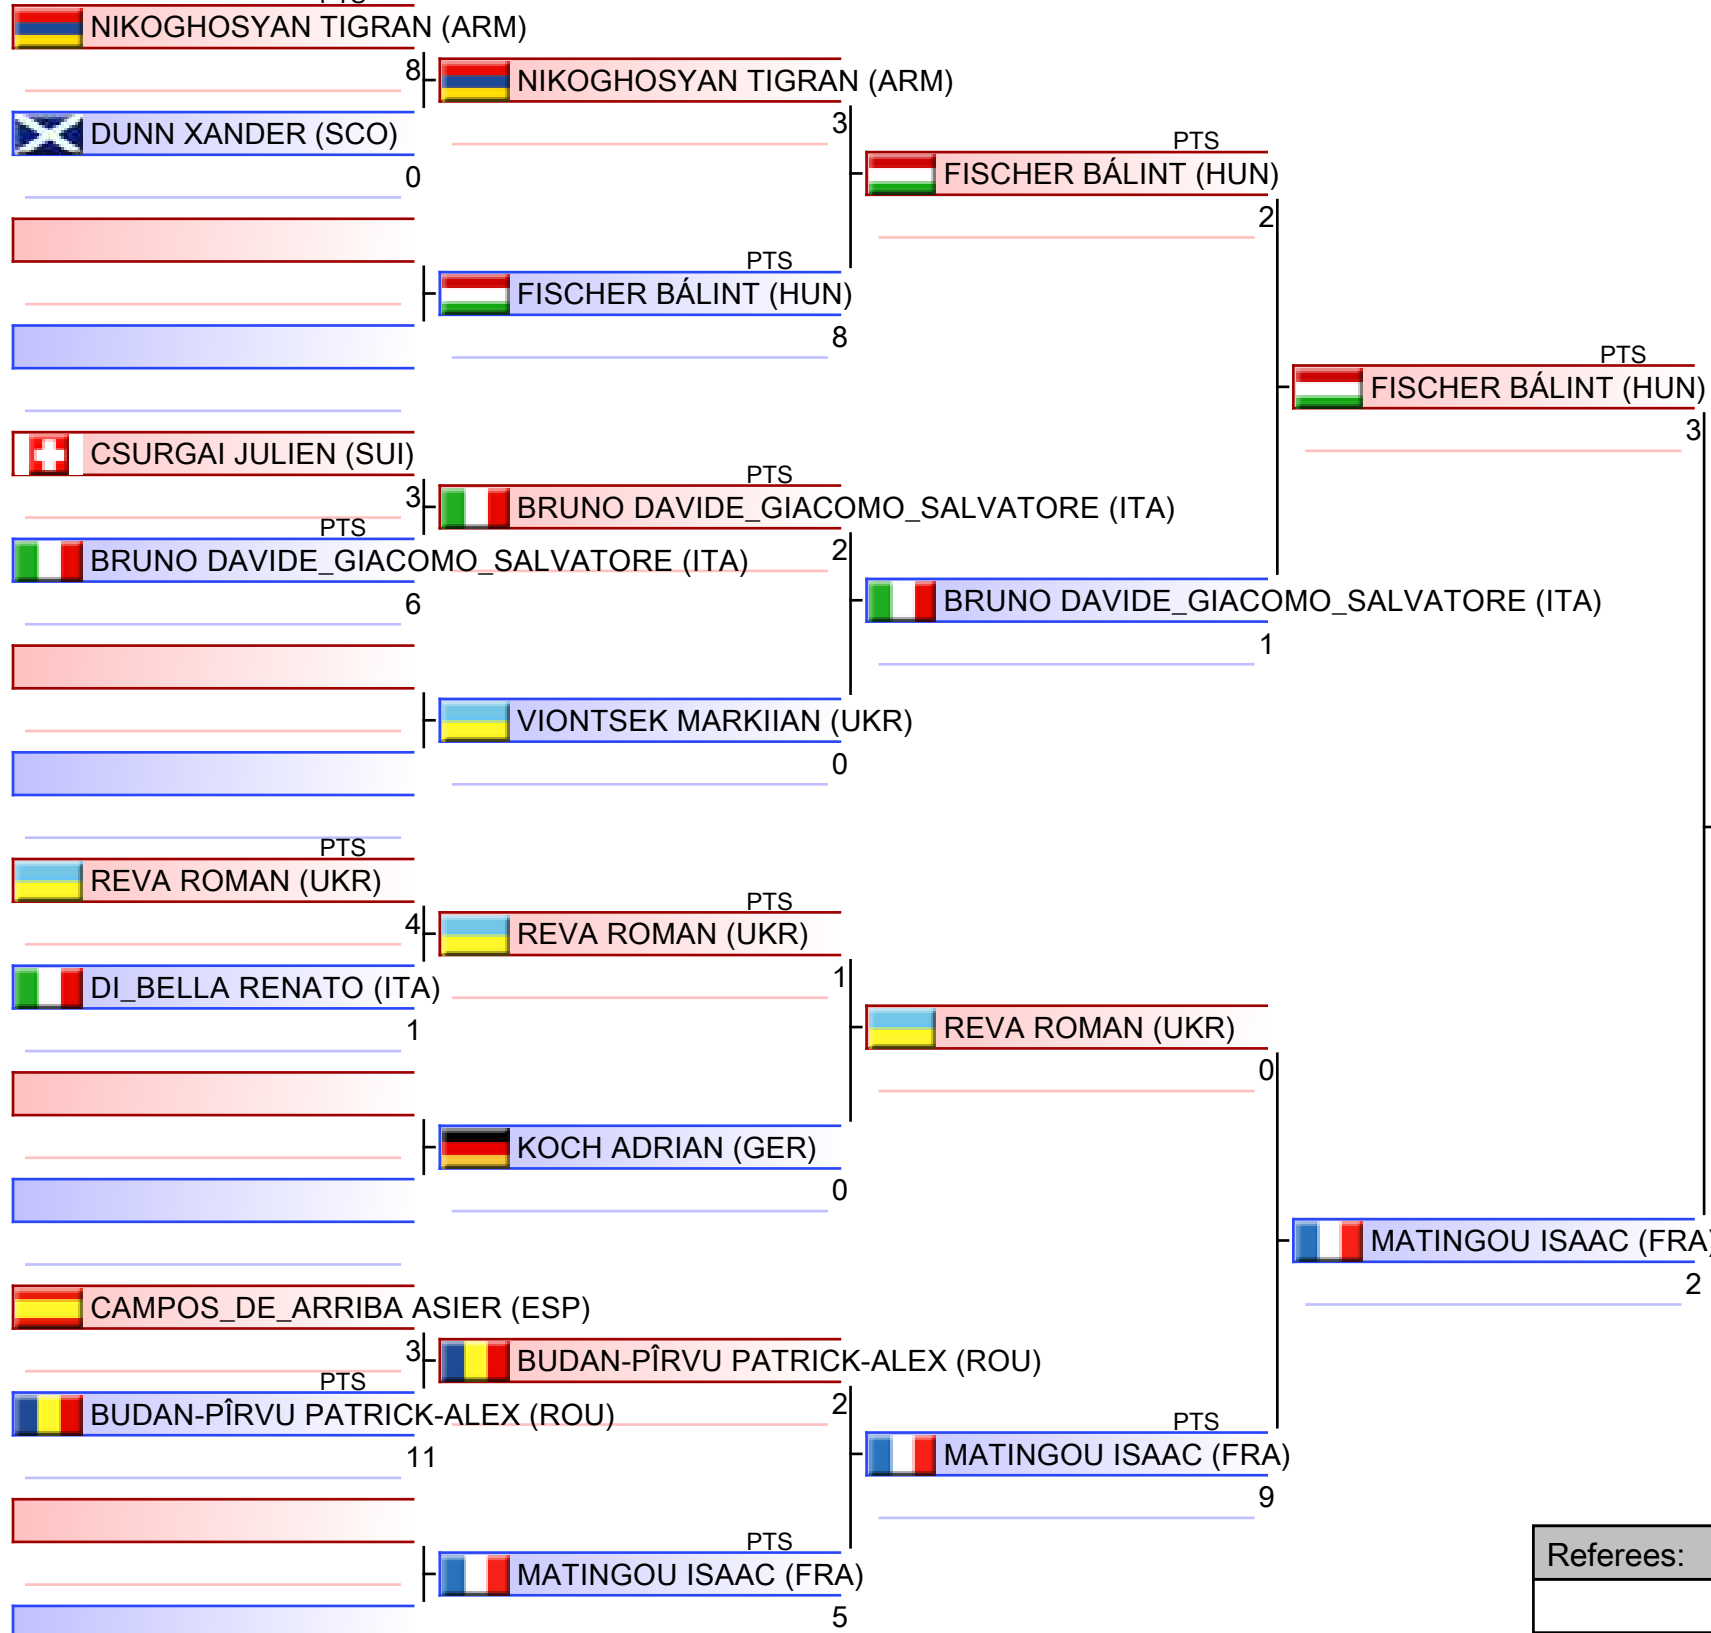 PTS
NIKOGHOSYAN TIGRAN (ARM)
8
DUNN XANDER (SCO)
0
CSURGAI JULIEN (SUI)
3
PTS
BRUNO DAVIDE_GIACOMO_SALVATORE (ITA)
6
PTS
REVA ROMAN (UKR)
4
DI_BELLA RENATO (ITA)
1
CAMPOS_DE_ARRIBA ASIER (ESP)
3
PTS
BUDAN-PÎRVU PATRICK-ALEX (ROU)
11
NIKOGHOSYAN TIGRAN (ARM)
3
PTS
FISCHER BÁLINT (HUN)
8
PTS
BRUNO DAVIDE_GIACOMO_SALVATORE (ITA)
2
VIONTSEK MARKIIAN (UKR)
0
PTS
REVA ROMAN (UKR)
1
KOCH ADRIAN (GER)
0
BUDAN-PÎRVU PATRICK-ALEX (ROU)
2
PTS
MATINGOU ISAAC (FRA)
5
PTS
FISCHER BÁLINT (HUN)
2
BRUNO DAVIDE_GIACOMO_SALVATORE (ITA)
1
REVA ROMAN (UKR)
0
PTS
MATINGOU ISAAC (FRA)
9
PTS
FISCHER BÁLINT (HUN)
3
MATINGOU ISAAC (FRA)
2
Referees: